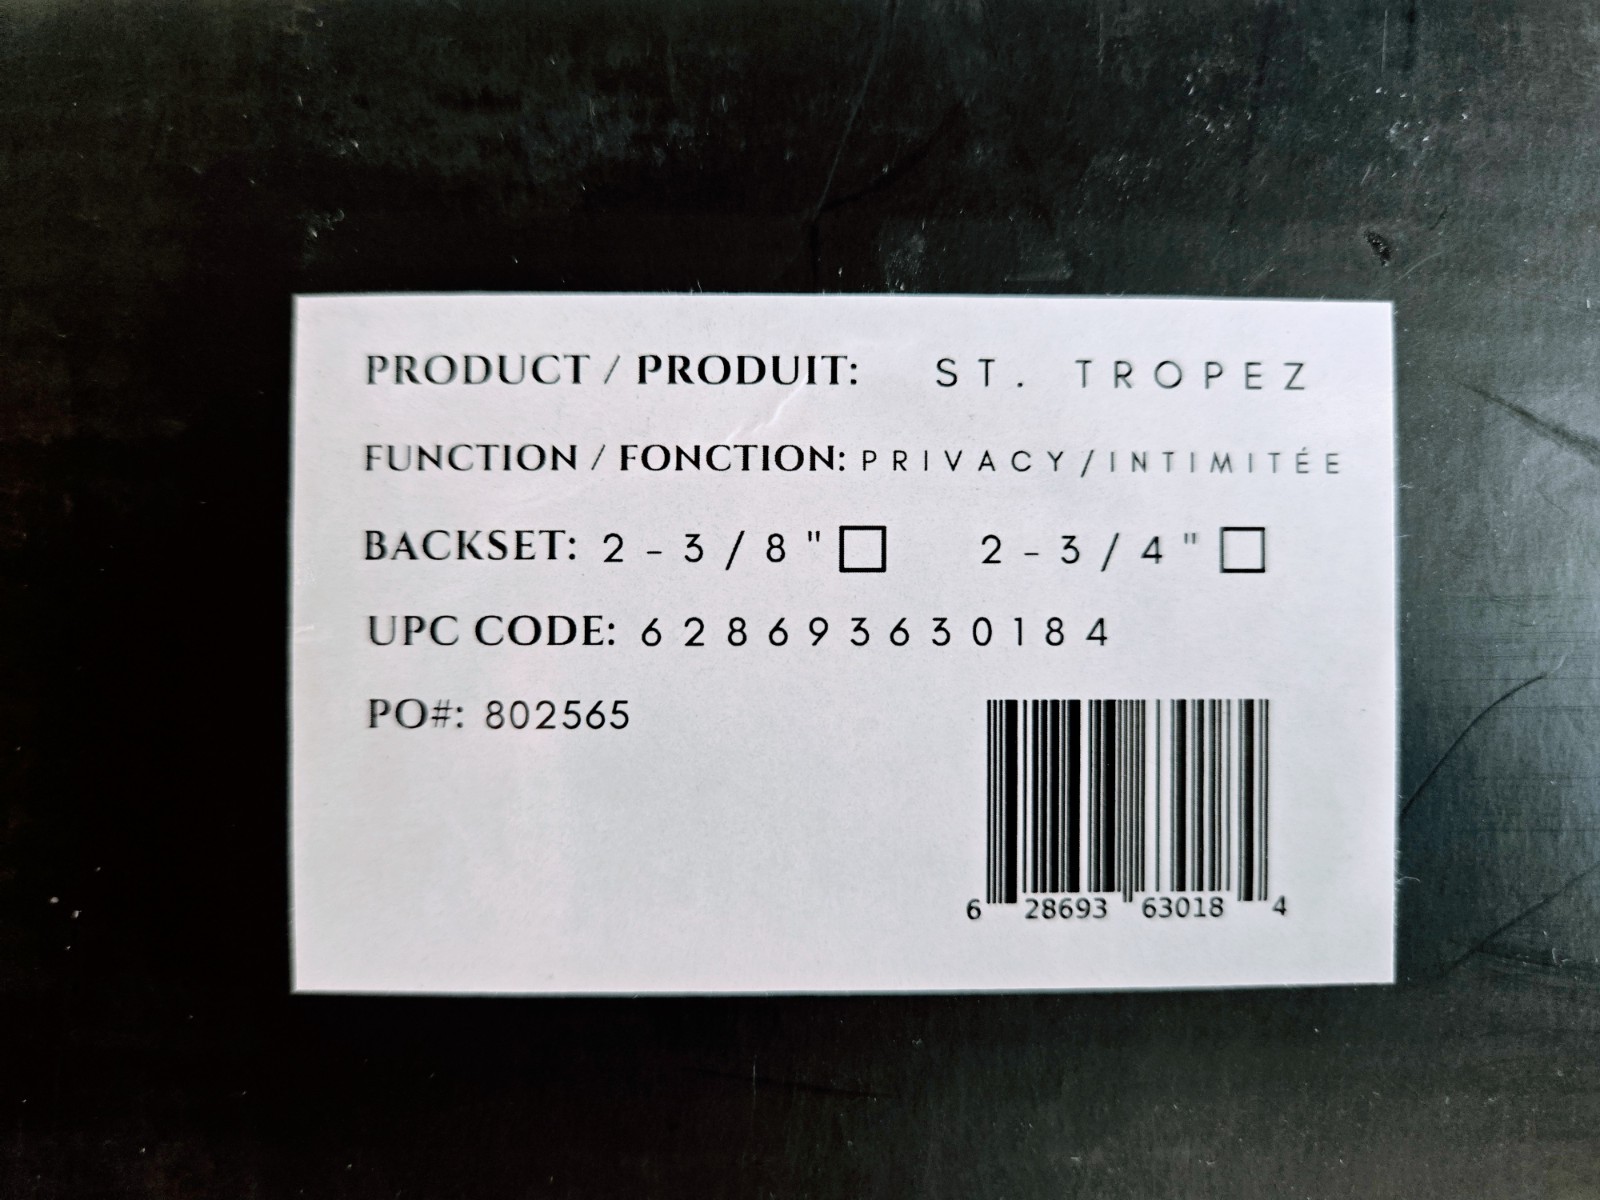 PRODUCT / PRODUIT: ST. TROPEZ
FUNCTION / FONCTION: PRIVACY/INTIMITÉE
BACKSET: 2-3/8" 2-3/4"
UPC CODE: 628693630184
PO#: 802565
6 28693 63018 4